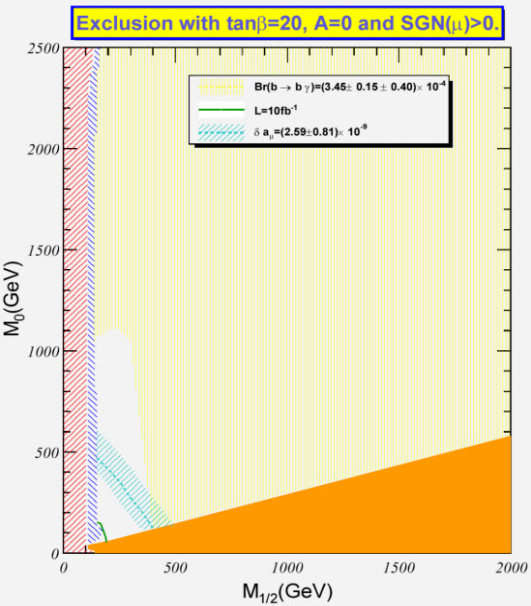 Exclusion with tanβ=20, A=0 and SGN(μ)>0.
Br(b → b γ)=(3.45± 0.15 ± 0.40)× 10⁻⁴
L=10fb⁻¹
δ aμ=(2.59±0.81)× 10⁻⁹
2500
2000
1500
1000
500
0
M₀(GeV)
0 500 1000 1500 2000
M₁/₂(GeV)